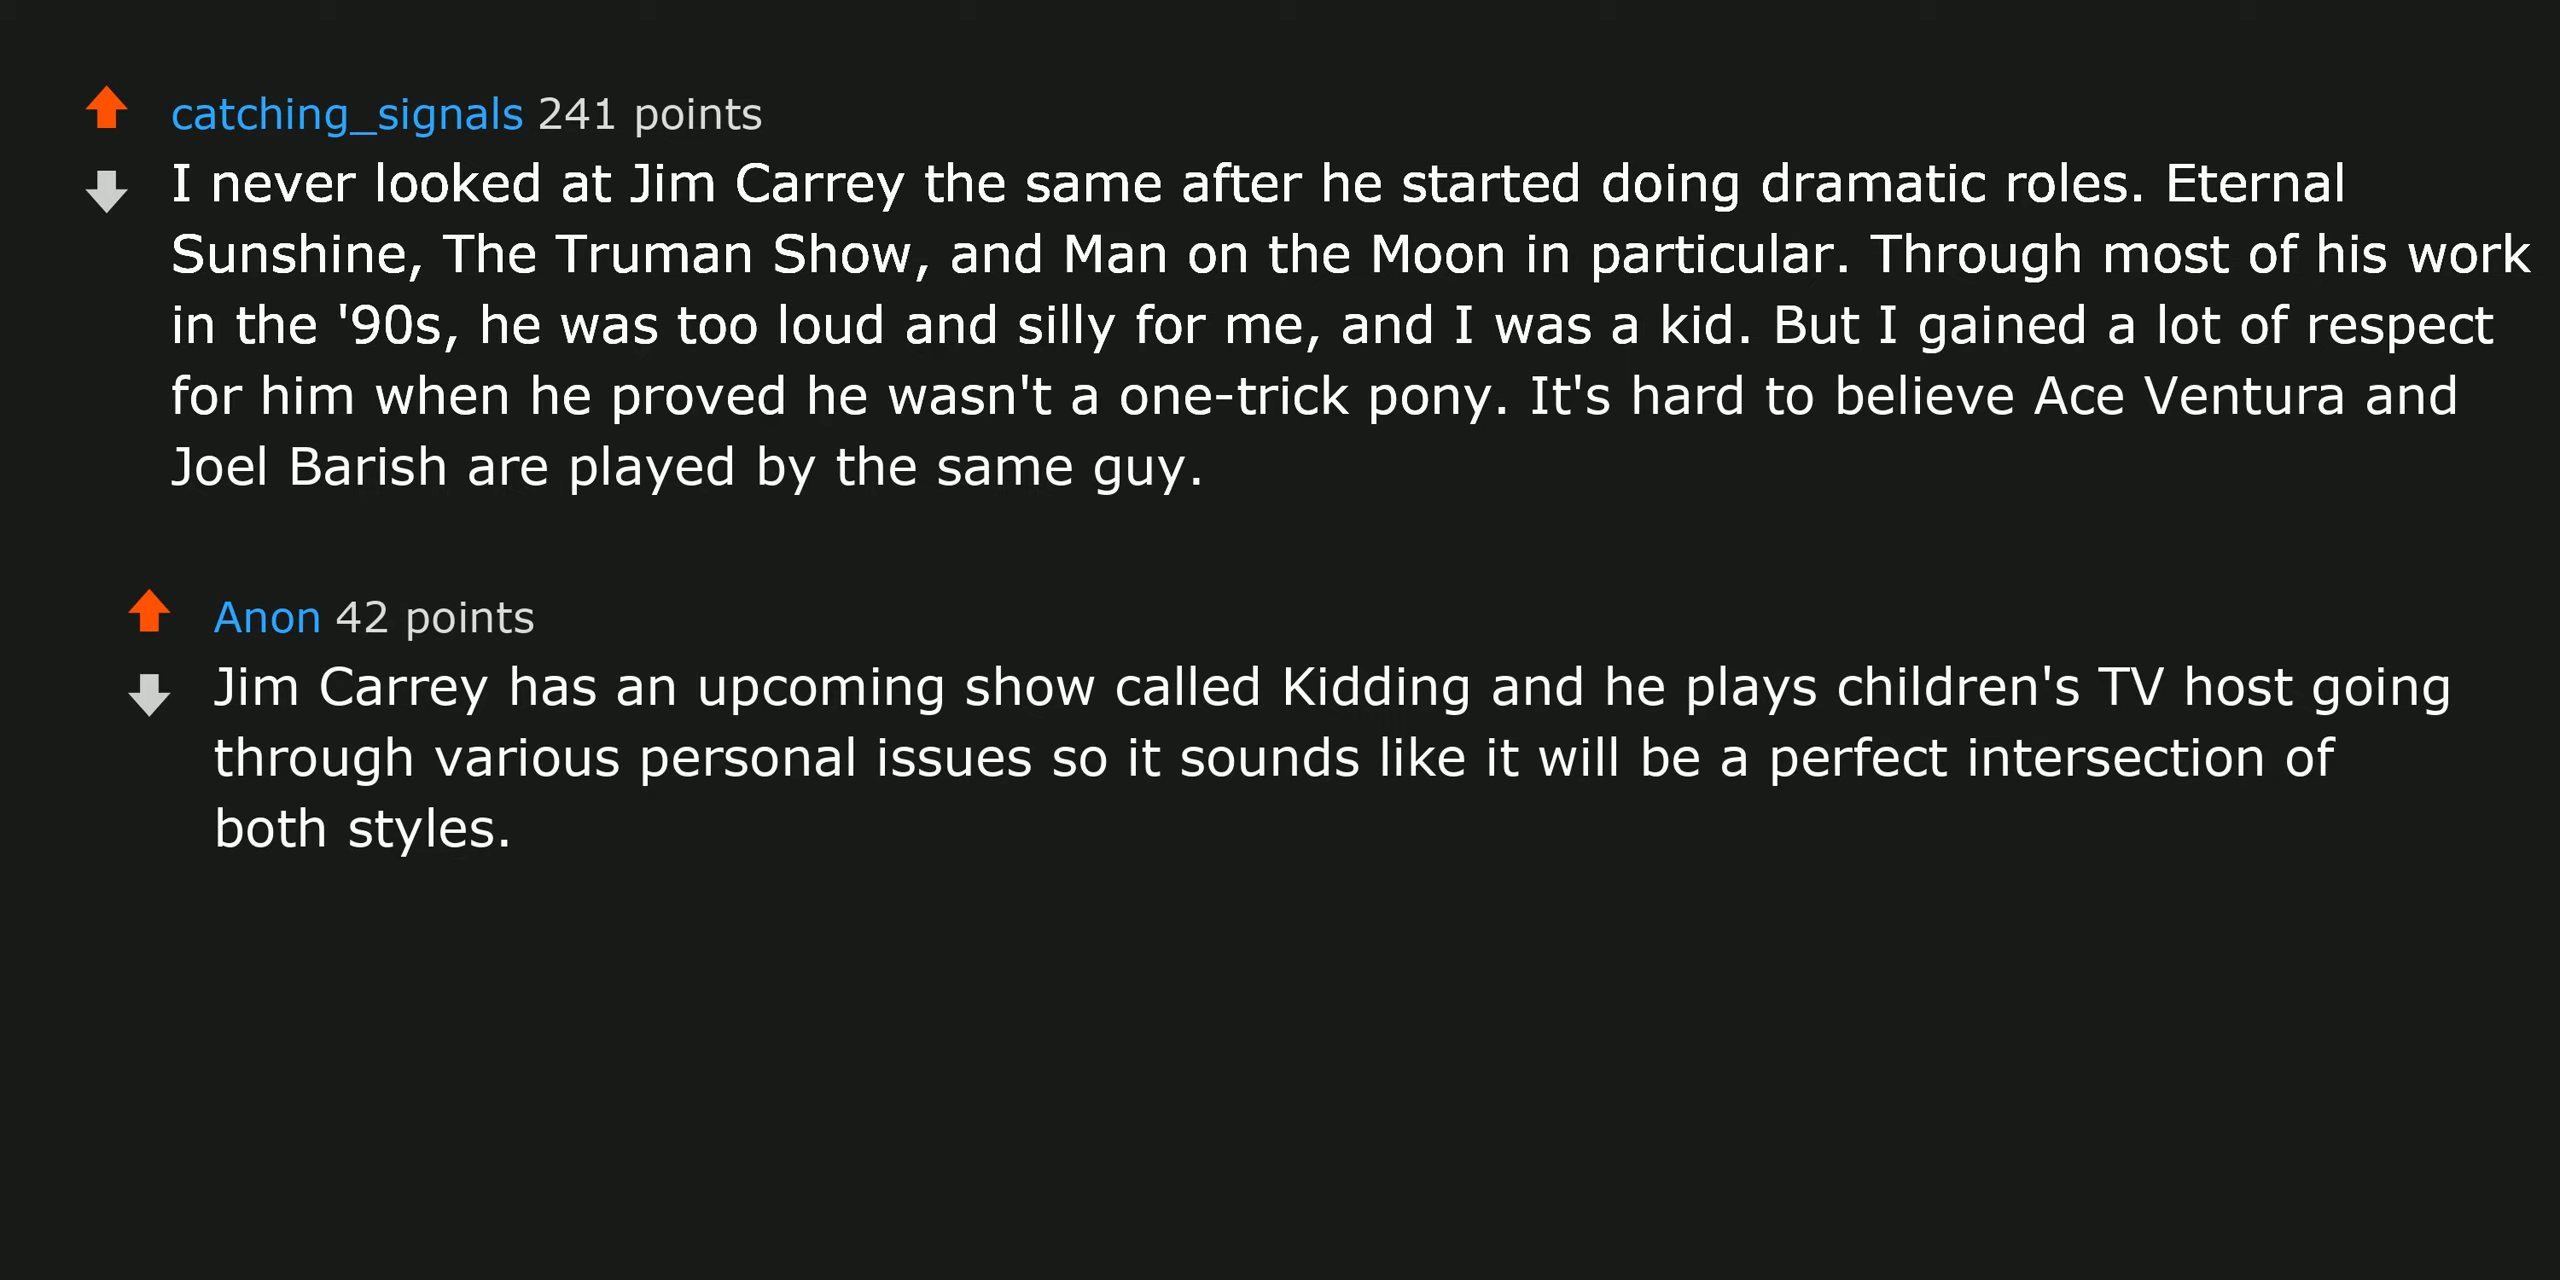 catching_signals 241 points
I never looked at Jim Carrey the same after he started doing dramatic roles. Eternal
Sunshine, The Truman Show, and Man on the Moon in particular. Through most of his work
in the '90s, he was too loud and silly for me, and I was a kid. But I gained a lot of respect
for him when he proved he wasn't a one-trick pony. It's hard to believe Ace Ventura and
Joel Barish are played by the same guy.
Anon 42 points
Jim Carrey has an upcoming show called Kidding and he plays children's TV host going
through various personal issues so it sounds like it will be a perfect intersection of
both styles.